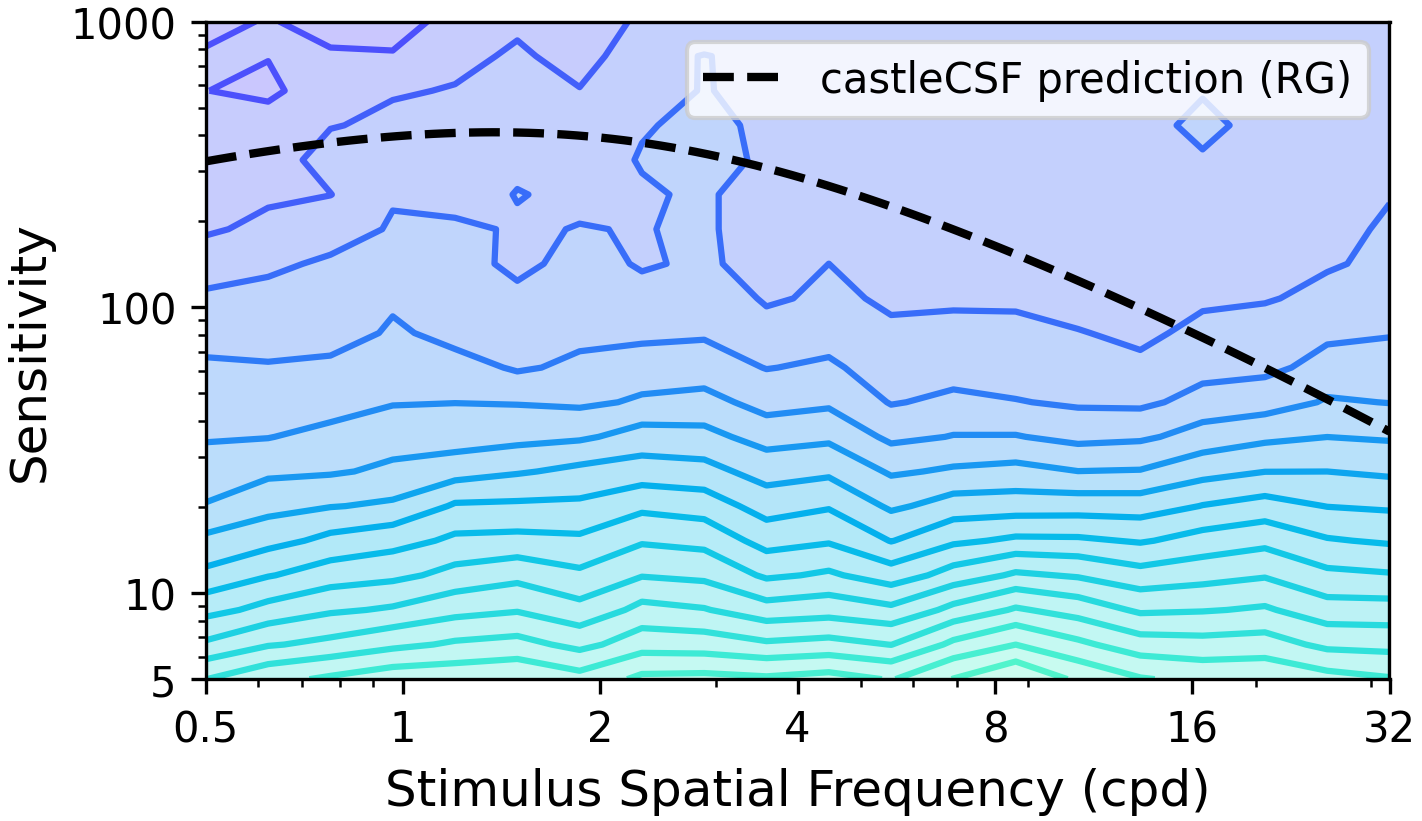 1000
100
10
5
Sensitivity
castleCSF prediction (RG)
0.5 1 2 4 8 16 32
Stimulus Spatial Frequency (cpd)